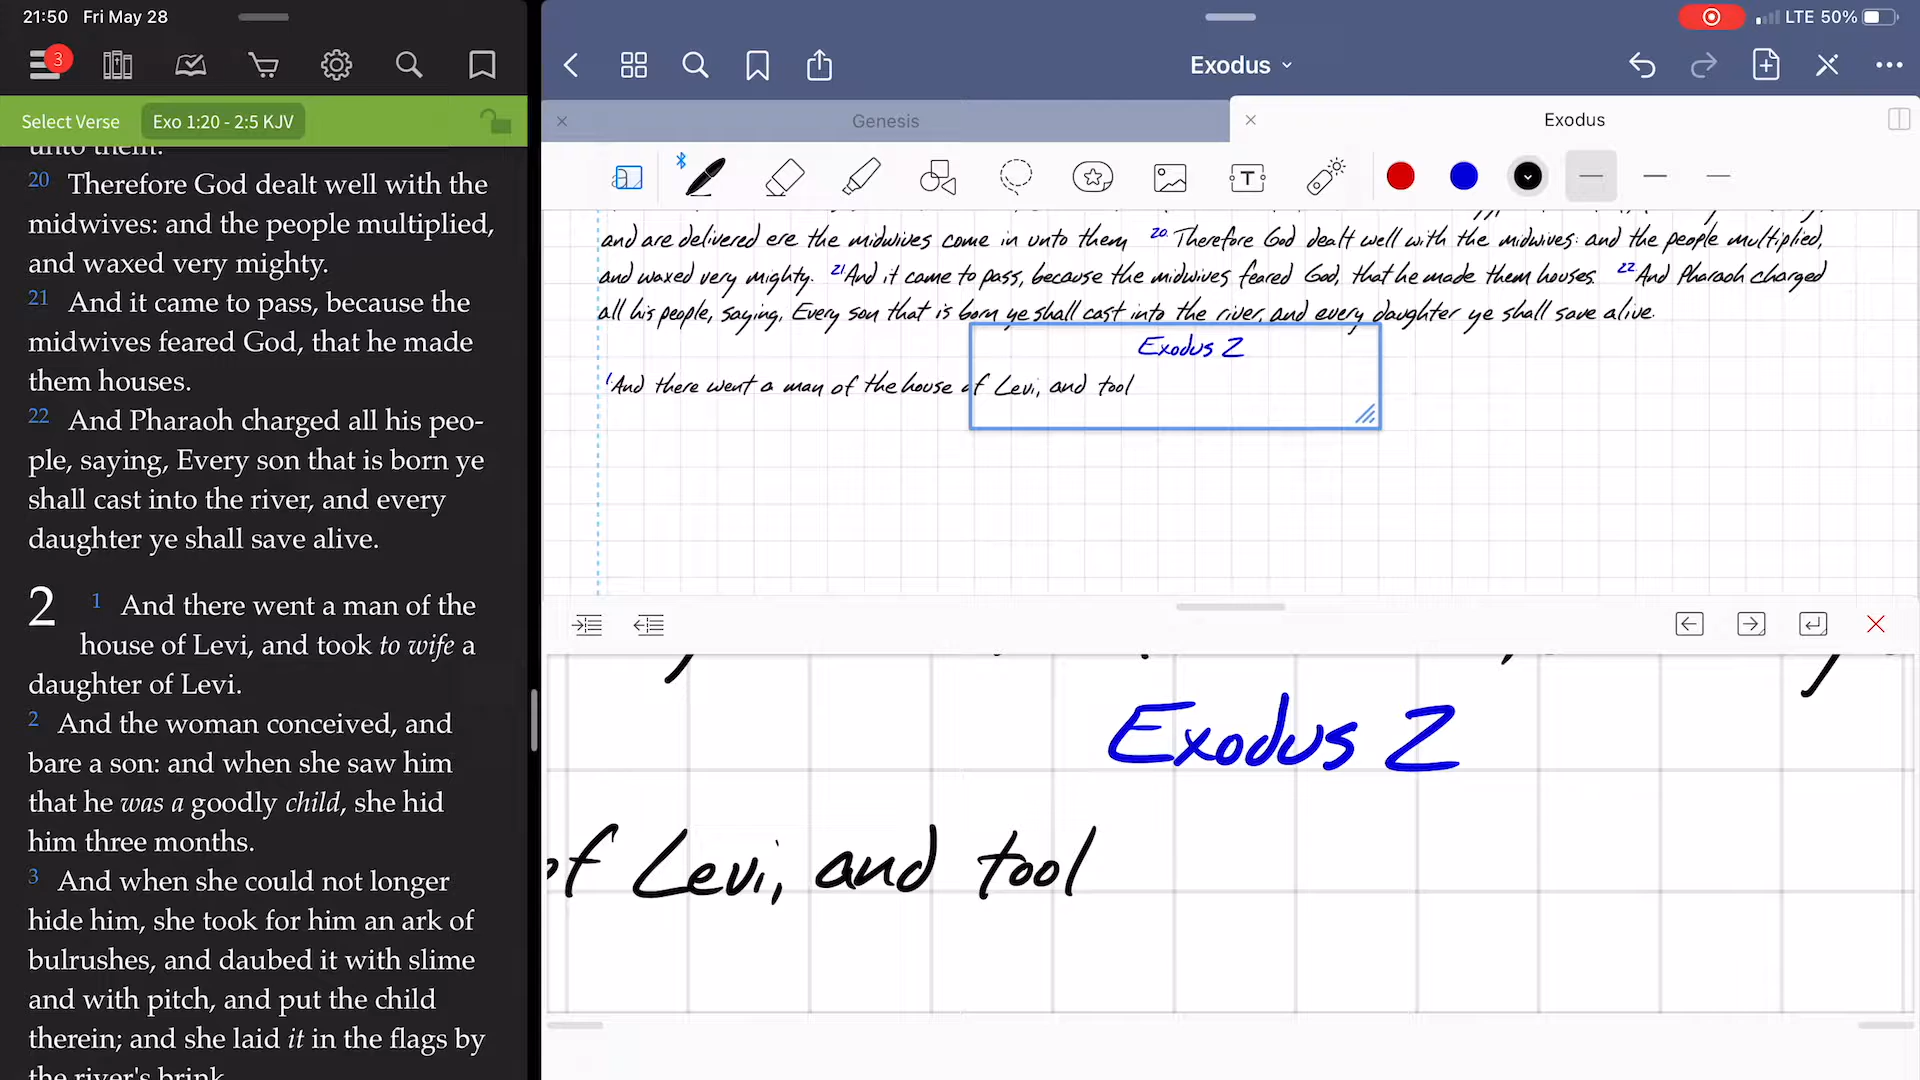 21:50 Fri May 28
LTE 50%
3
Exodus
Select Verse
Exo 1:20 - 2:5 KJV
Genesis
Exodus
T
unto them.
20 Therefore God dealt well with the
midwives: and the people multiplied,
and waxed very mighty.
21 And it came to pass, because the
midwives feared God, that he made
them houses.
22 And Pharaoh charged all his peo-
ple, saying, Every son that is born ye
shall cast into the river, and every
daughter ye shall save alive.
2 1 And there went a man of the
house of Levi, and took to wife a
daughter of Levi.
2 And the woman conceived, and
bare a son: and when she saw him
that he was a goodly child, she hid
him three months.
3 And when she could not longer
hide him, she took for him an ark of
bulrushes, and daubed it with slime
and with pitch, and put the child
therein; and she laid it in the flags by
the river's brink.
and are delivered ere the midwives come in unto them 20 Therefore God dealt well with the midwives: and the people multiplied,
and waxed very mighty. 21 And it came to pass, because the midwives feared God, that he made them houses. 22 And Pharaoh charged
all his people, saying, Every son that is born ye shall cast into the river, and every daughter ye shall save alive.
Exodus 2
1 And there went a man of the house of Levi, and tool
Exodus 2
of Levi, and tool